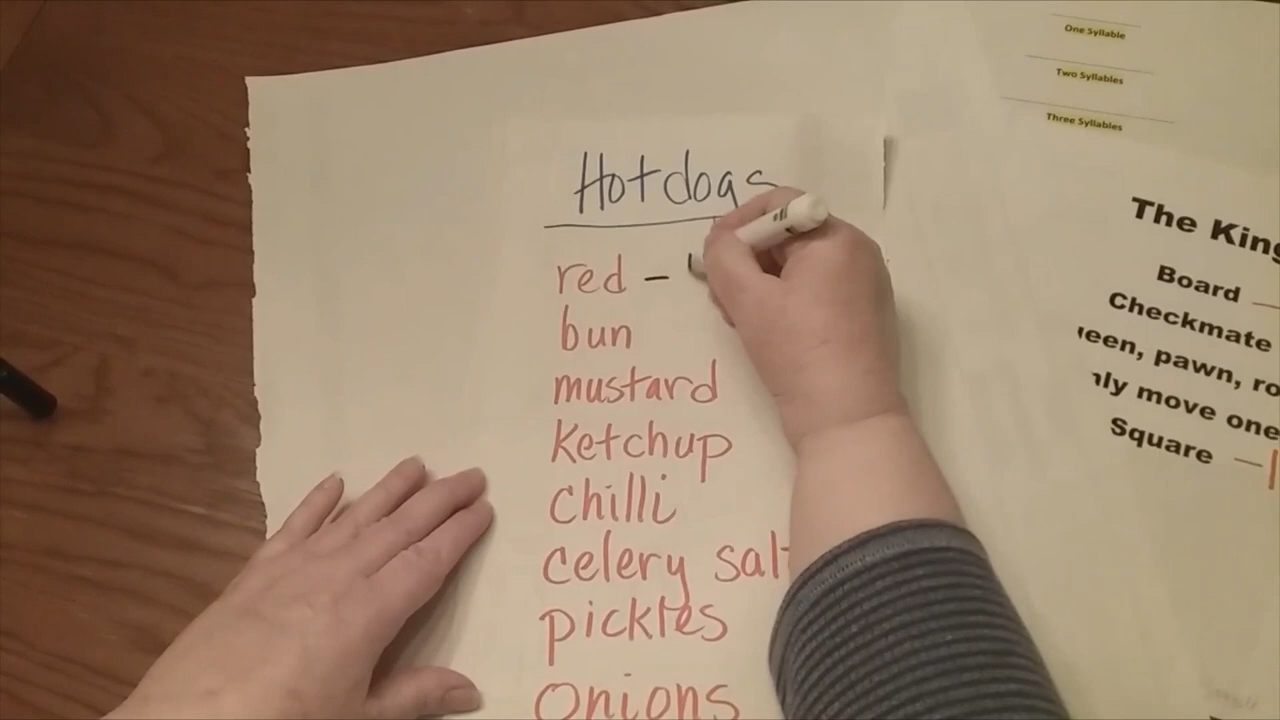 One Syllable
Two Syllables
Three Syllables
Hotdogs
red –
bun
mustard
Ketchup
Chilli
celery salt
pickles
Onions
The King
Board —
Checkmate
ueen, pawn, ro
nly move one
Square —